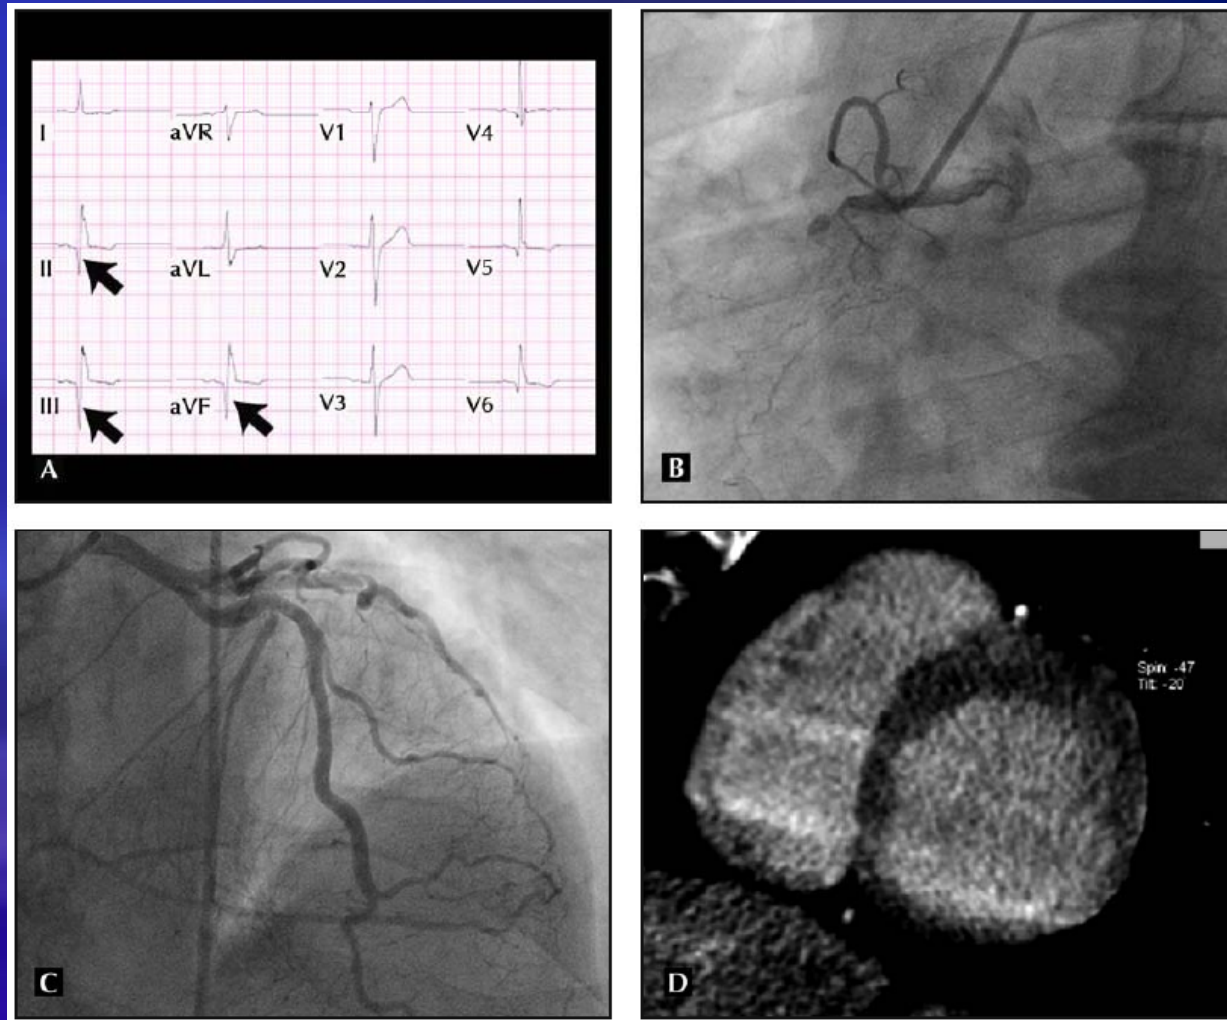 I aVR V1 V4
II aVL V2 V5
III aVF V3 V6
A
B
C
Spin: -47
Tilt: -20
D